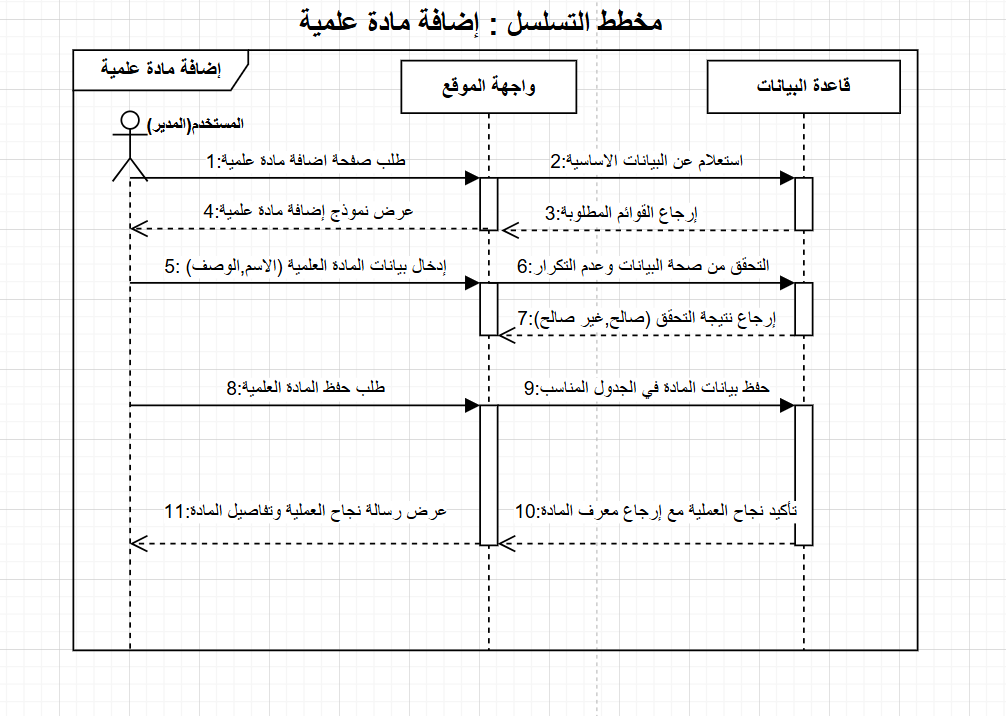 مخطط التسلسل : إضافة مادة علمية
إضافة مادة علمية
واجهة الموقع
قاعدة البيانات
المستخدم(المدير)
1:طلب صفحة اضافة مادة علمية
2:استعلام عن البيانات الاساسية
4:عرض نموذج إضافة مادة علمية
3:إرجاع القوائم المطلوبة
5: إدخال بيانات المادة العلمية (الاسم,الوصف)
6:التحقق من صحة البيانات وعدم التكرار
7:إرجاع نتيجة التحقق (صالح,غير صالح)
8:طلب حفظ المادة العلمية
9:حفظ بيانات المادة في الجدول المناسب
11:عرض رسالة نجاح العملية وتفاصيل المادة
10:تأكيد نجاح العملية مع إرجاع معرف المادة